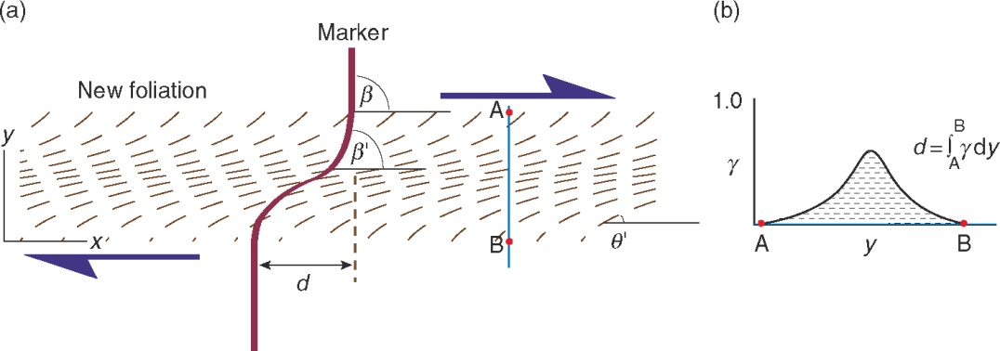 (a)
Marker
New foliation
β
A
y
β'
x
B
θ'
d
(b)
1.0
γ
d = ∫_A^B γ dy
A
y
B